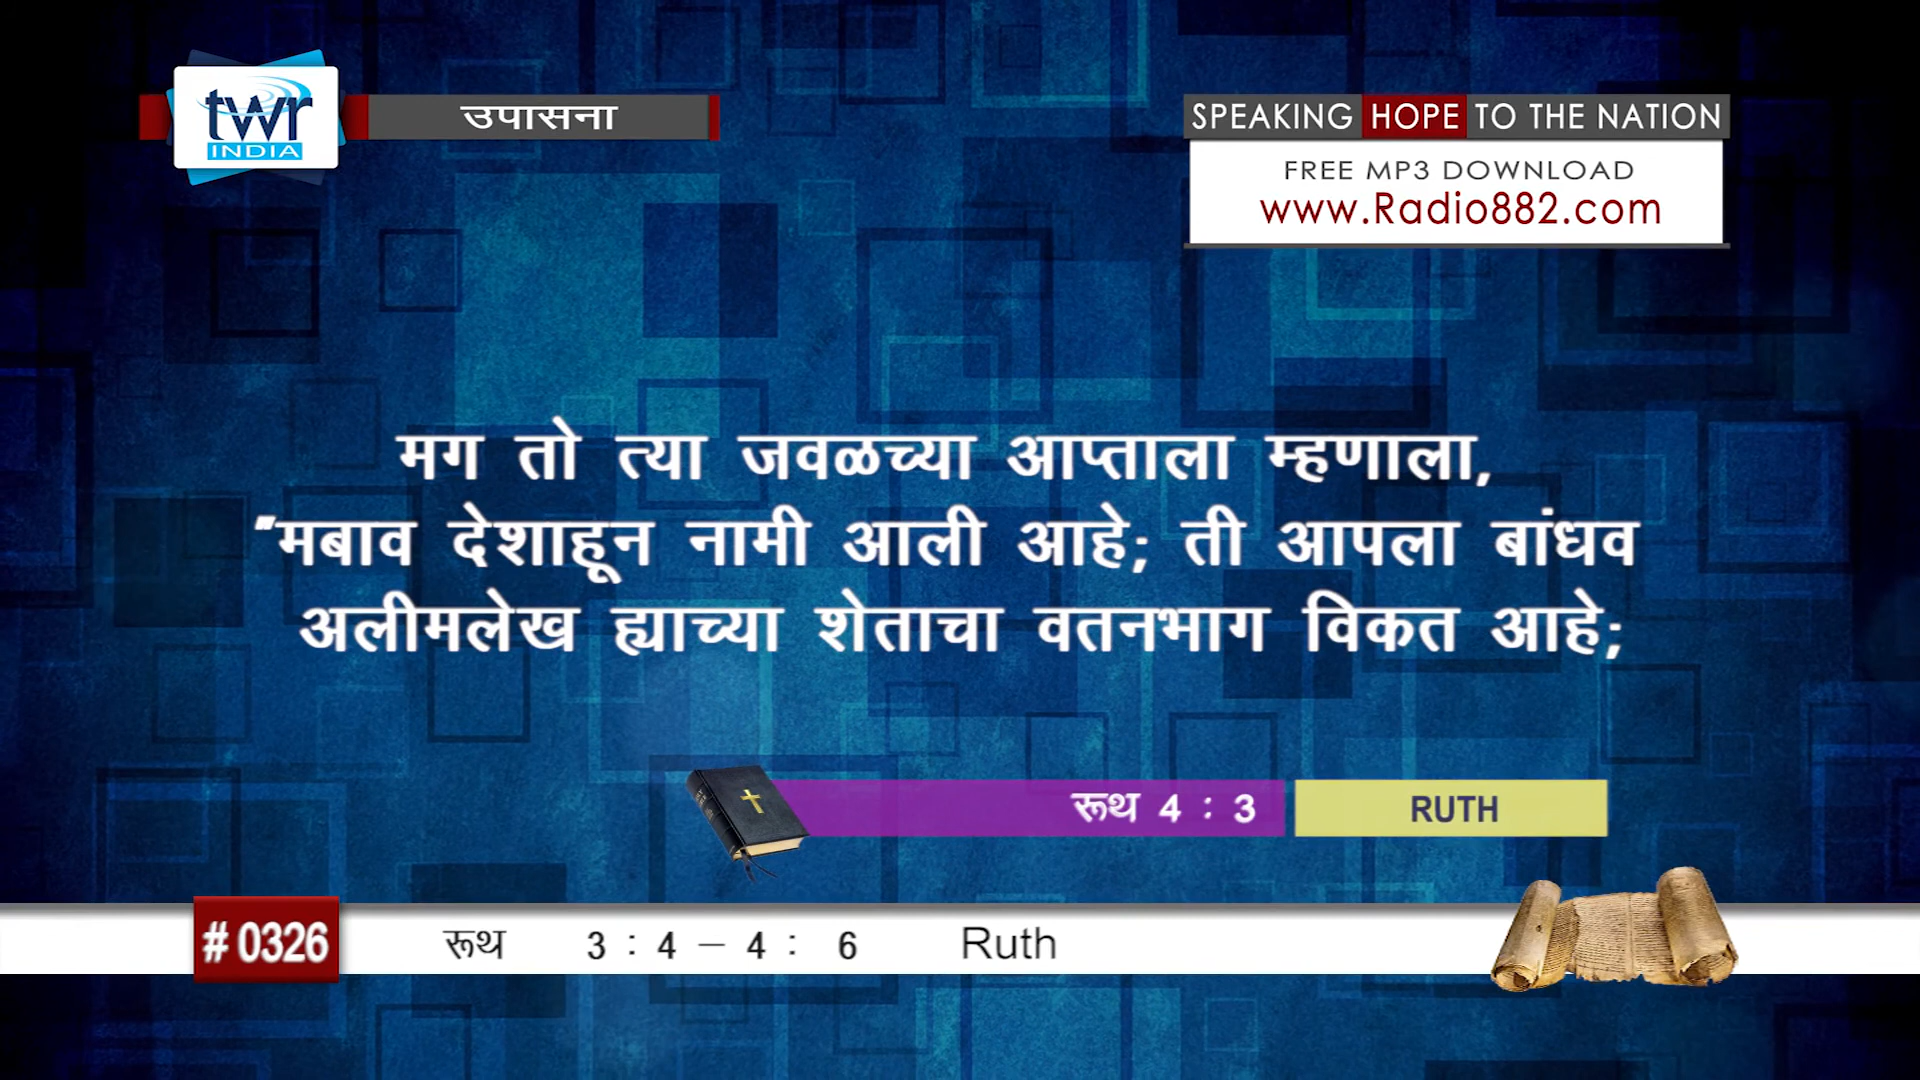 twr
INDIA
उपासना
SPEAKING HOPE TO THE NATION
FREE MP3 DOWNLOAD
www.Radio882.com
मग तो त्या जवळच्या आप्ताला म्हणाला,
"मबाव देशाहून नामी आली आहे; ती आपला बांधव
अलीमलेख ह्याच्या शेताचा वतनभाग विकत आहे;
रूथ 4 : 3
RUTH
# 0326
रूथ 3 : 4 – 4 : 6 Ruth